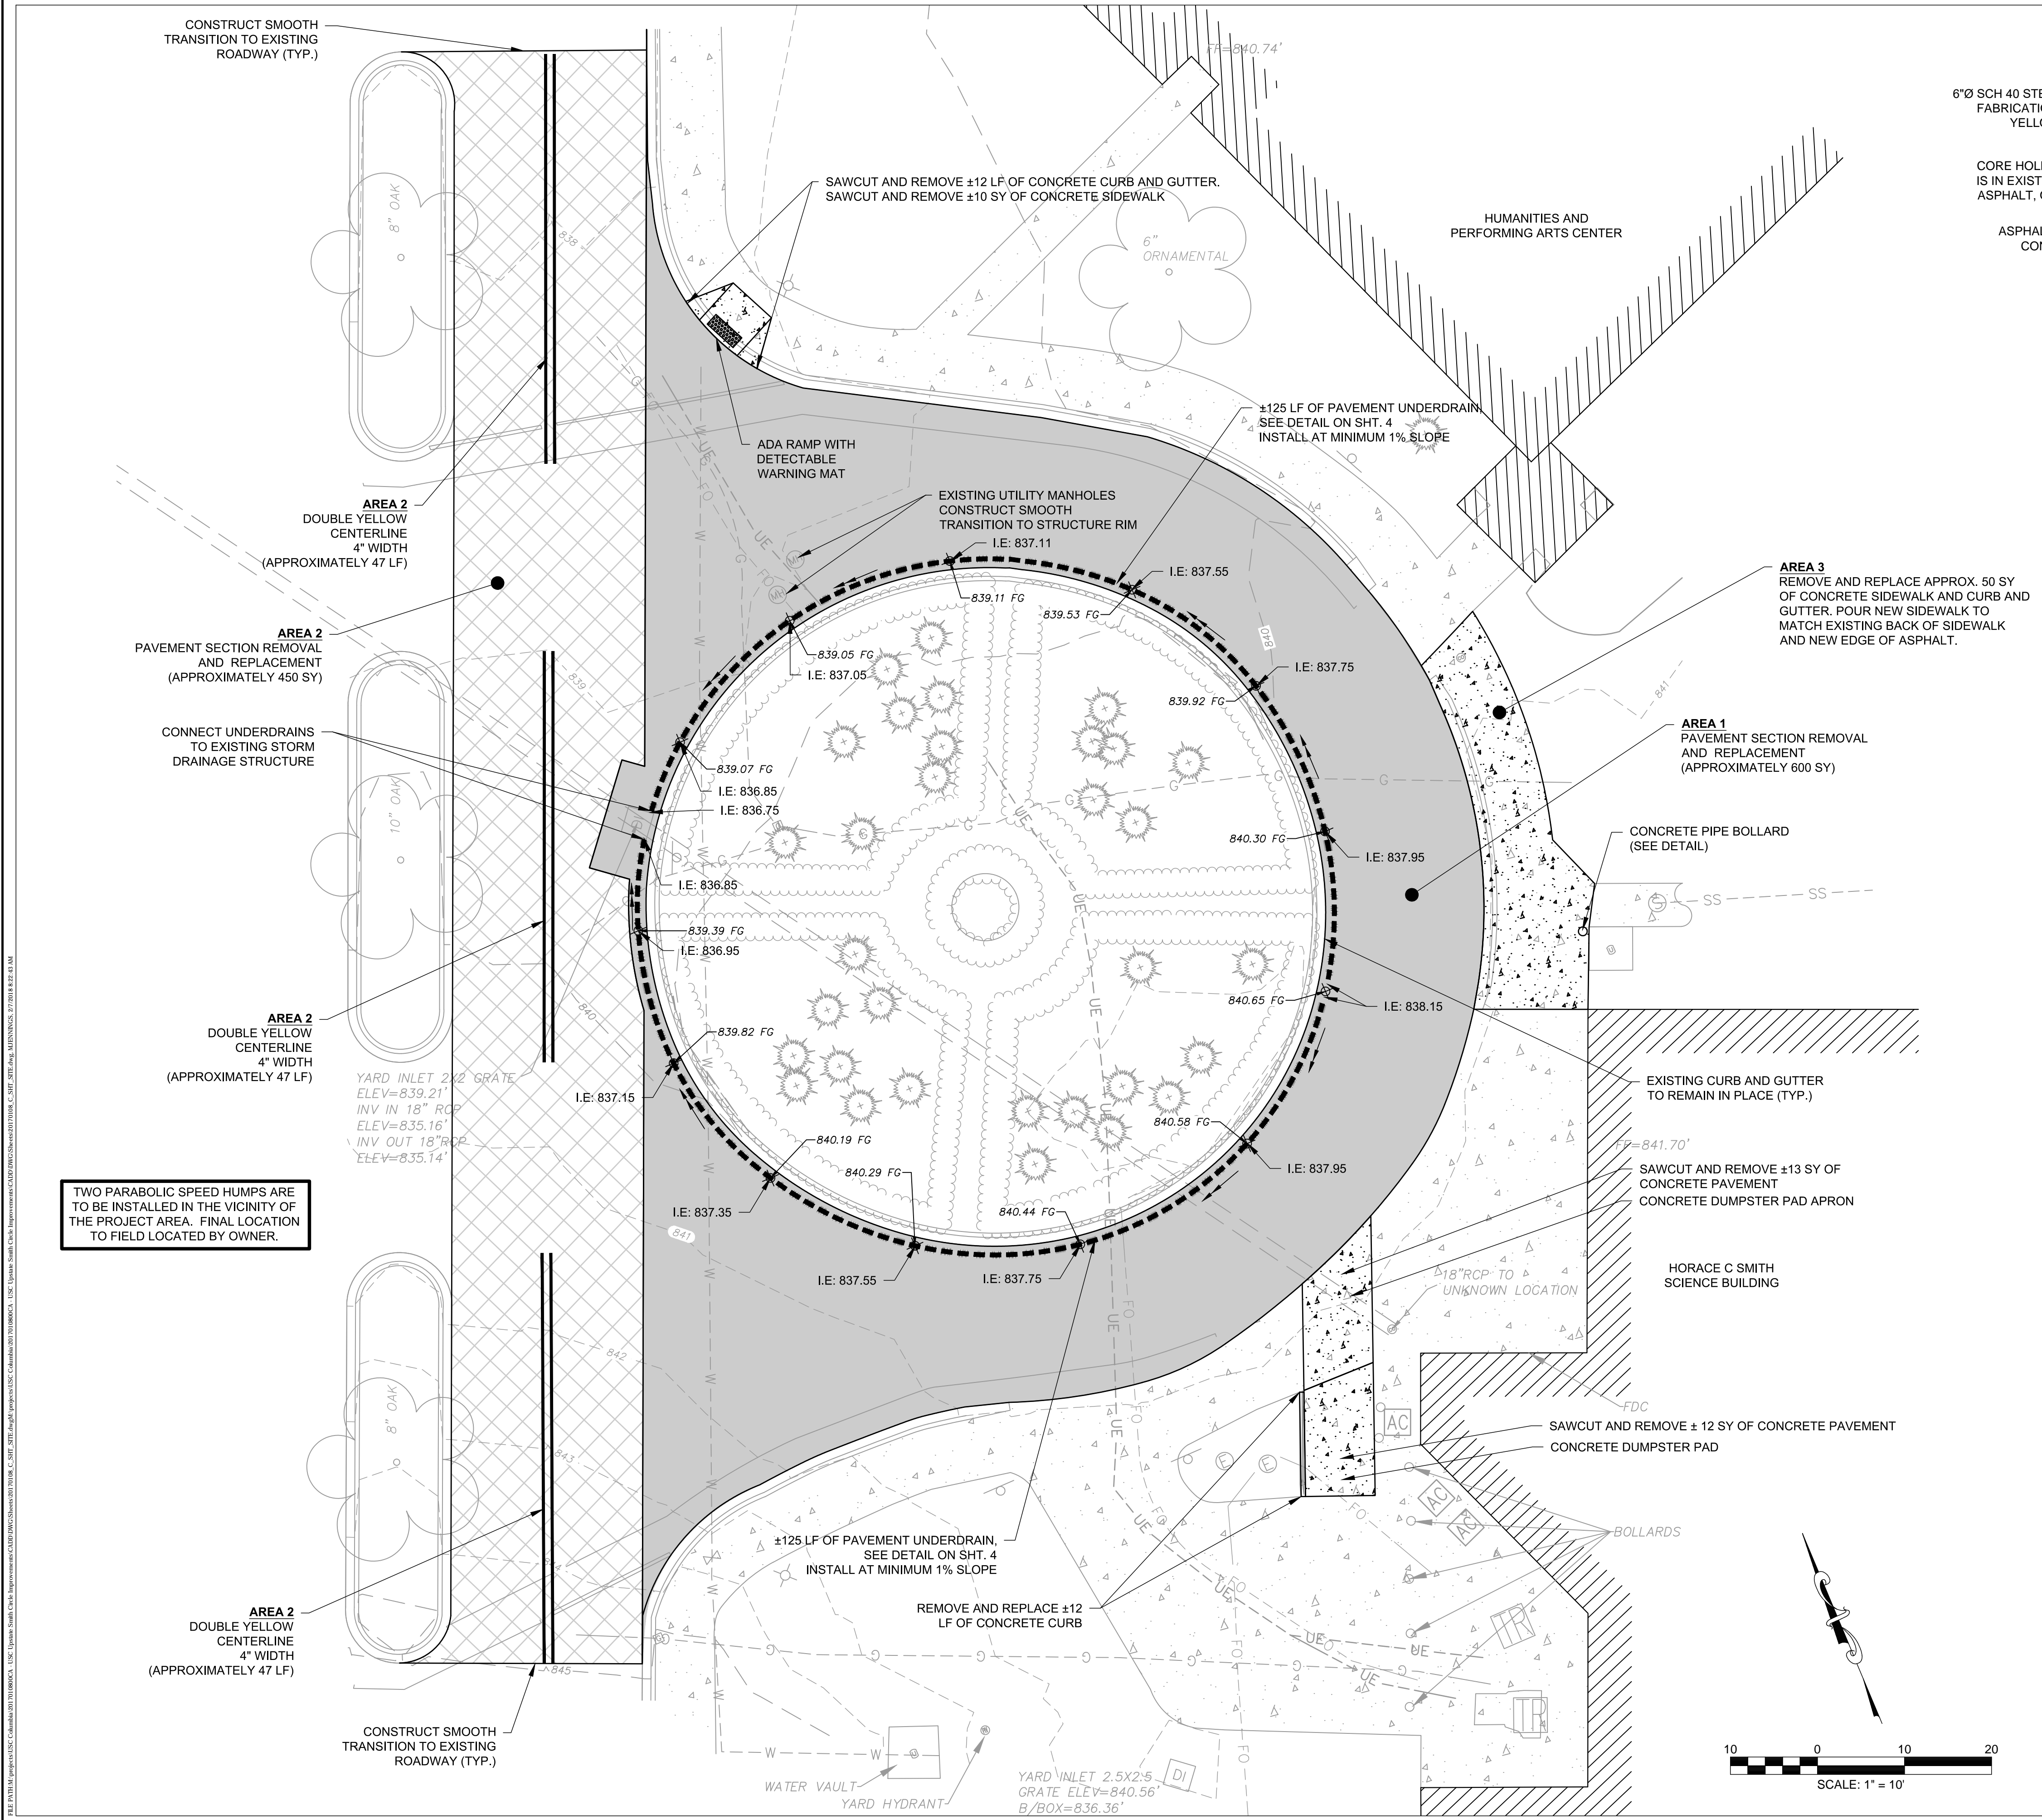 CONSTRUCT SMOOTH
TRANSITION TO EXISTING
ROADWAY (TYP.)
FF=840.74'
6"Ø SCH 40
CORE
IS IN
ASPHALT,
8" OAK
838
SAWCUT AND REMOVE ±12 LF OF CONCRETE CURB AND GUTTER.
SAWCUT AND REMOVE ±10 SY OF CONCRETE SIDEWALK
6"
ORNAMENTAL
HUMANITIES AND
PERFORMING ARTS CENTER
ADA RAMP WITH
DETECTABLE
WARNING MAT
±125 LF OF PAVEMENT UNDERDRAIN,
SEE DETAIL ON SHT. 4
INSTALL AT MINIMUM 1% SLOPE
EXISTING UTILITY MANHOLES
CONSTRUCT SMOOTH
TRANSITION TO STRUCTURE RIM
AREA 2
DOUBLE YELLOW
CENTERLINE
4" WIDTH
(APPROXIMATELY 47 LF)
AREA 2
PAVEMENT SECTION REMOVAL
AND REPLACEMENT
(APPROXIMATELY 450 SY)
CONNECT UNDERDRAINS
TO EXISTING STORM
DRAINAGE STRUCTURE
I.E: 837.11
839.11 FG
I.E: 837.55
839.53 FG
839.05 FG
I.E: 837.05
I.E: 837.75
839.92 FG
839.07 FG
I.E: 836.85
I.E: 836.75
840.30 FG
I.E: 837.95
I.E: 836.85
839.39 FG
I.E: 836.95
840.65 FG
I.E: 838.15
839.82 FG
I.E: 837.15
840.58 FG
I.E: 837.95
840.19 FG
I.E: 837.35
840.29 FG
I.E: 837.55
840.44 FG
I.E: 837.75
839
840
840
841
841
842
843
845
MH
G
W
UE
FO
SS
S
AREA 3
REMOVE AND REPLACE APPROX. 50 SY
OF CONCRETE SIDEWALK AND CURB AND
GUTTER. POUR NEW SIDEWALK TO
MATCH EXISTING BACK OF SIDEWALK
AND NEW EDGE OF ASPHALT.
AREA 1
PAVEMENT SECTION REMOVAL
AND REPLACEMENT
(APPROXIMATELY 600 SY)
CONCRETE PIPE BOLLARD
(SEE DETAIL)
10" OAK
AREA 2
DOUBLE YELLOW
CENTERLINE
4" WIDTH
(APPROXIMATELY 47 LF)
YARD INLET 2X2 GRATE
ELEV=839.21'
INV IN 18" RCP
ELEV=835.16'
INV OUT 18"RCP
ELEV=835.14'
TWO PARABOLIC SPEED HUMPS ARE
TO BE INSTALLED IN THE VICINITY OF
THE PROJECT AREA. FINAL LOCATION
TO FIELD LOCATED BY OWNER.
EXISTING CURB AND GUTTER
TO REMAIN IN PLACE (TYP.)
FF=841.70'
SAWCUT AND REMOVE ±13 SY OF
CONCRETE PAVEMENT
CONCRETE DUMPSTER PAD APRON
18"RCP TO
UNKNOWN LOCATION
HORACE C SMITH
SCIENCE BUILDING
FDC
SAWCUT AND REMOVE ± 12 SY OF CONCRETE PAVEMENT
CONCRETE DUMPSTER PAD
AC
E
E
AC
AC
BOLLARDS
8" OAK
±125 LF OF PAVEMENT UNDERDRAIN,
SEE DETAIL ON SHT. 4
INSTALL AT MINIMUM 1% SLOPE
REMOVE AND REPLACE ±12
LF OF CONCRETE CURB
AREA 2
DOUBLE YELLOW
CENTERLINE
4" WIDTH
(APPROXIMATELY 47 LF)
CONSTRUCT SMOOTH
TRANSITION TO EXISTING
ROADWAY (TYP.)
TR
TR
WATER VAULT
YARD HYDRANT
YARD INLET 2.5X2.5
GRATE ELEV=840.56'
B/BOX=836.36'
DI
10 0 10 20
SCALE: 1" = 10'